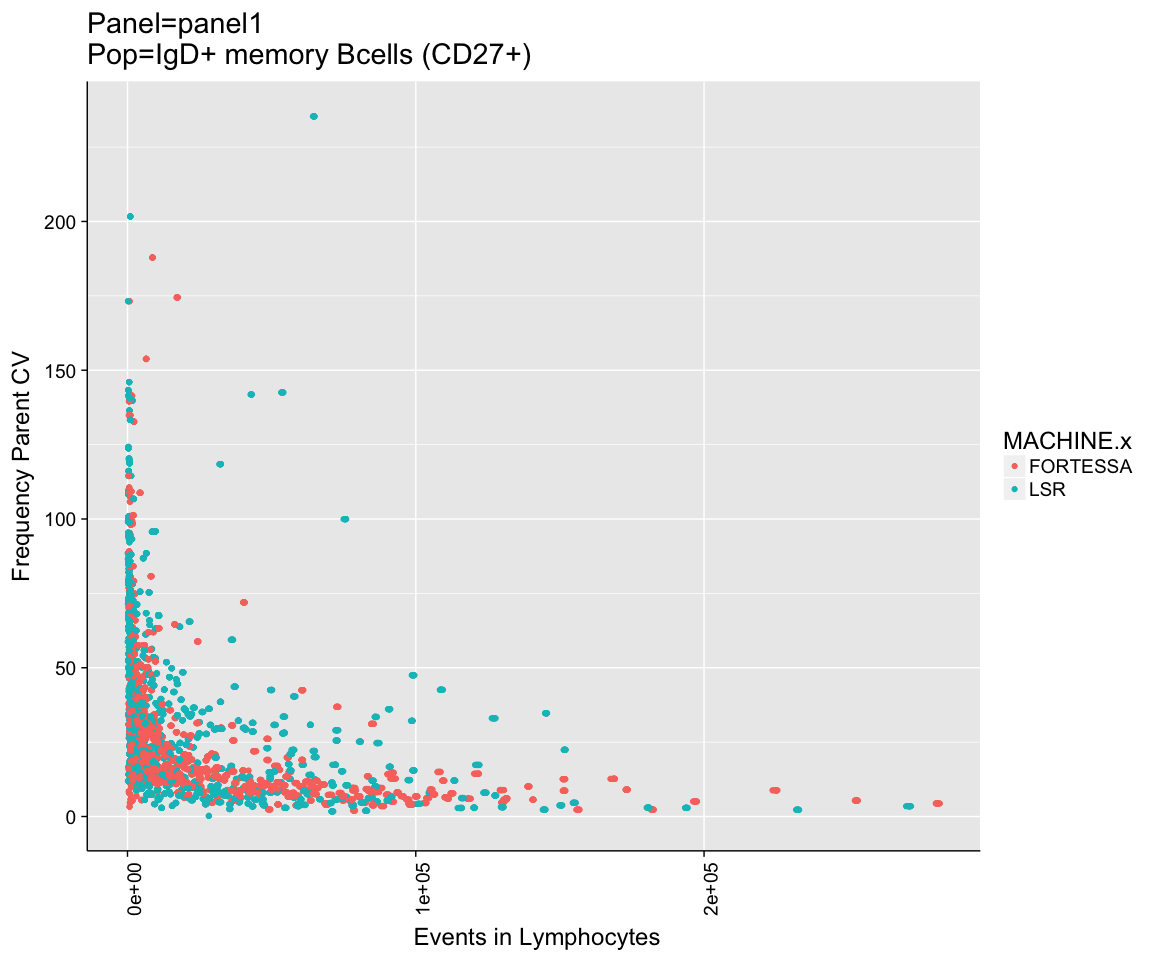 Panel=panel1
Pop=IgD+ memory Bcells (CD27+)
Frequency Parent CV
200
150
100
50
0
0e+00
1e+05
2e+05
Events in Lymphocytes
MACHINE.x
FORTESSA
LSR